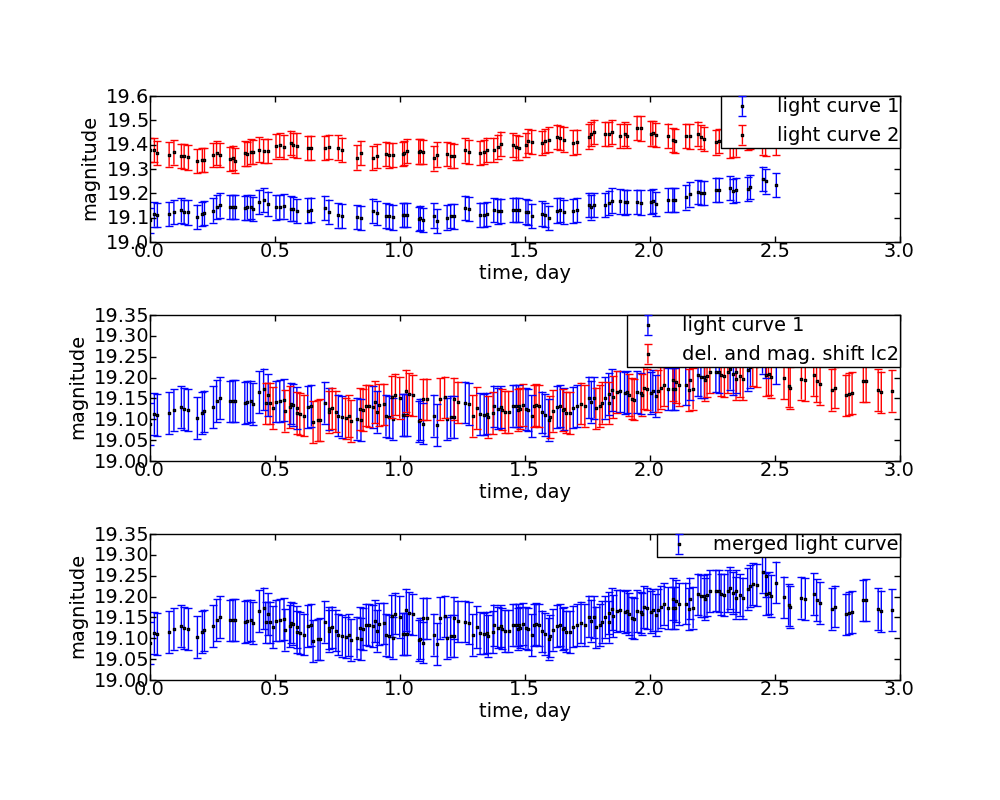 19.6
19.5
19.4
19.3
19.2
19.1
19.0
magnitude
light curve 1
light curve 2
0.0 0.5 1.0 1.5 2.0 2.5 3.0
time, day
19.35
19.30
19.25
19.20
19.15
19.10
19.05
19.00
magnitude
light curve 1
del. and mag. shift lc2
0.0 0.5 1.0 1.5 2.0 2.5 3.0
time, day
19.35
19.30
19.25
19.20
19.15
19.10
19.05
19.00
magnitude
merged light curve
0.0 0.5 1.0 1.5 2.0 2.5 3.0
time, day